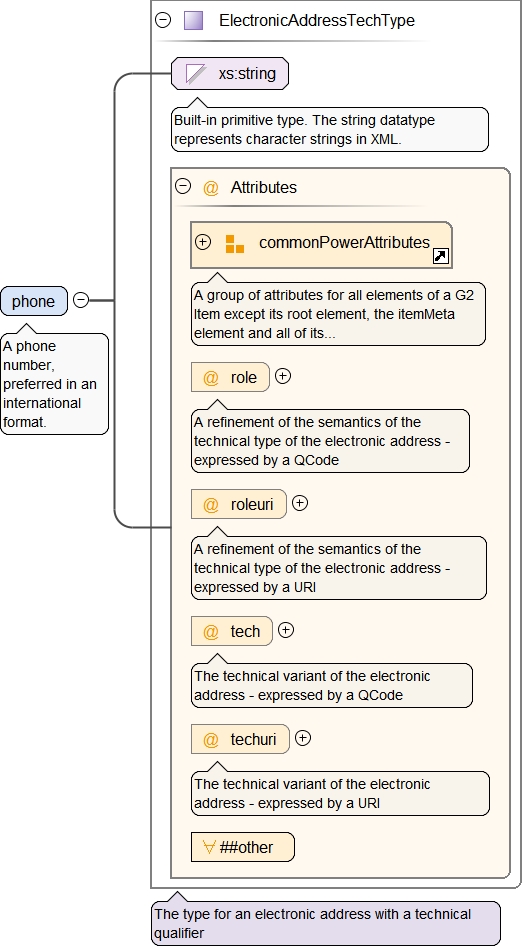 ElectronicAddressTechType
xs:string
Built-in primitive type. The string datatype
represents character strings in XML.
@ Attributes
commonPowerAttributes
A group of attributes for all elements of a G2
Item except its root element, the itemMeta
element and all of its...
phone
A phone
number,
preferred in an
international
format.
@ role
A refinement of the semantics of the
technical type of the electronic address -
expressed by a QCode
@ roleuri
A refinement of the semantics of the
technical type of the electronic address -
expressed by a URI
@ tech
The technical variant of the electronic
address - expressed by a QCode
@ techuri
The technical variant of the electronic
address - expressed by a URI
∀ ##other
The type for an electronic address with a technical
qualifier